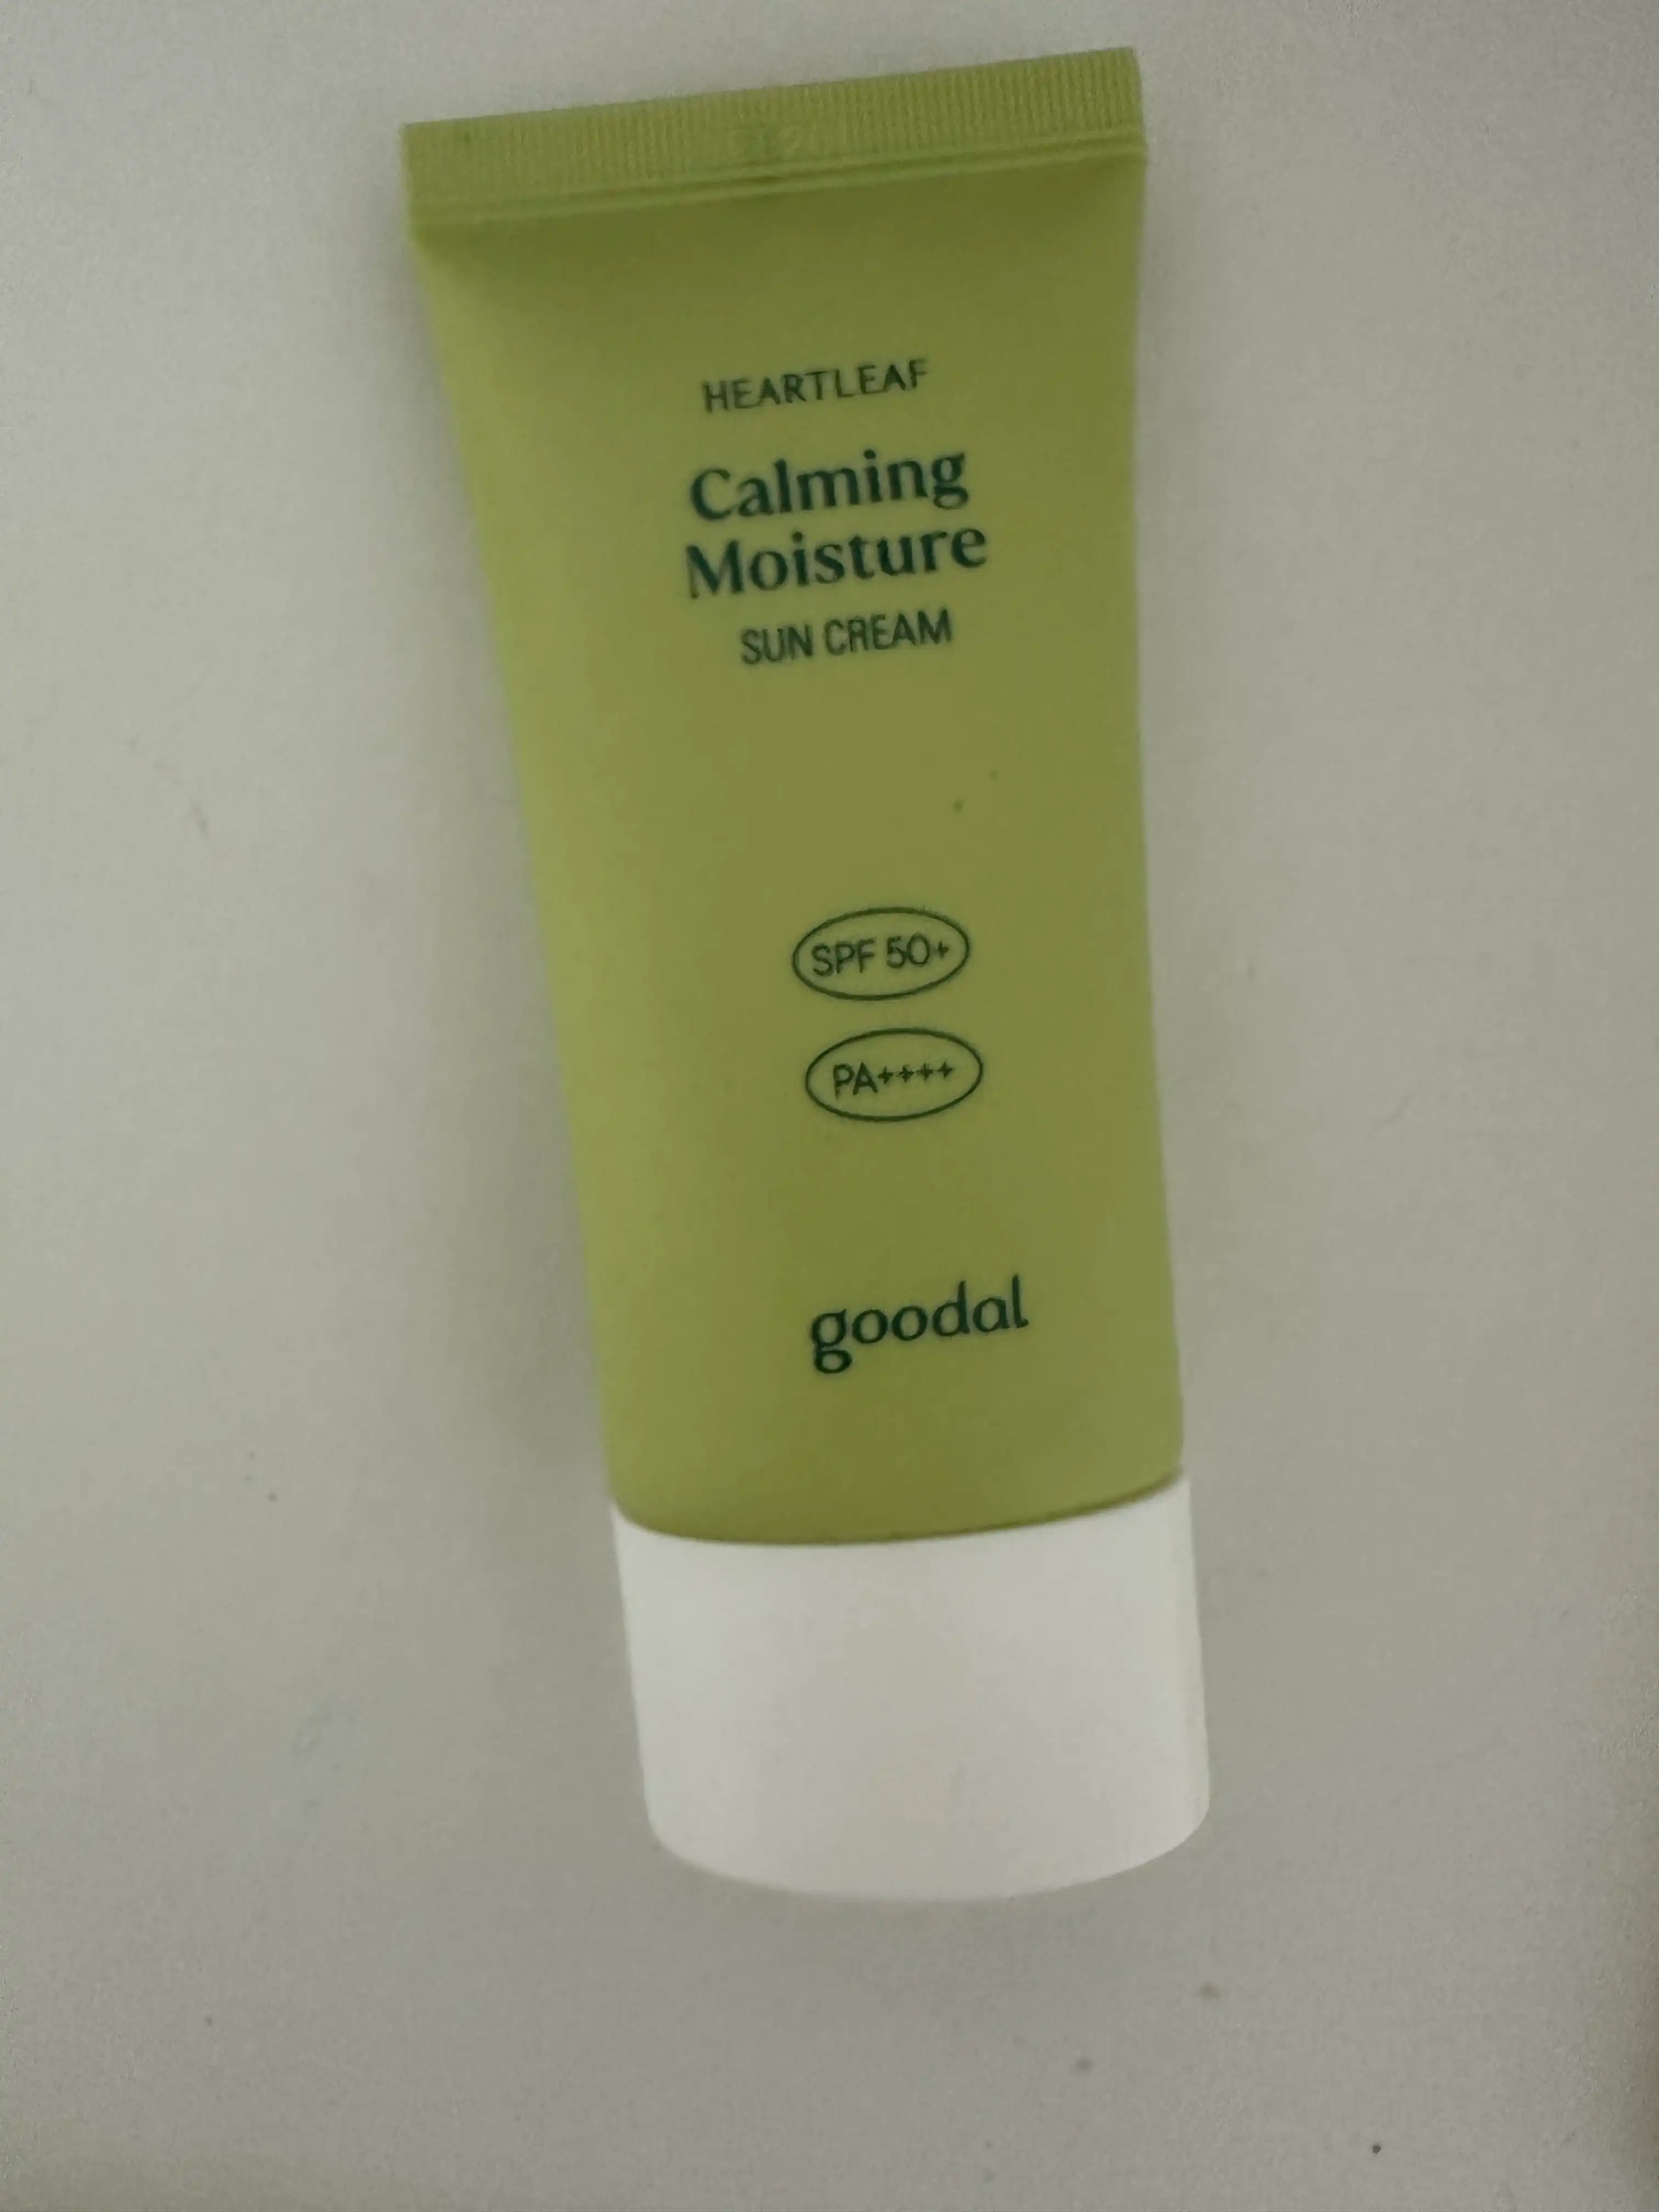 HEARTLEAF
Calming
Moisture
SUN CREAM
SPF 50+
PA++++
goodal